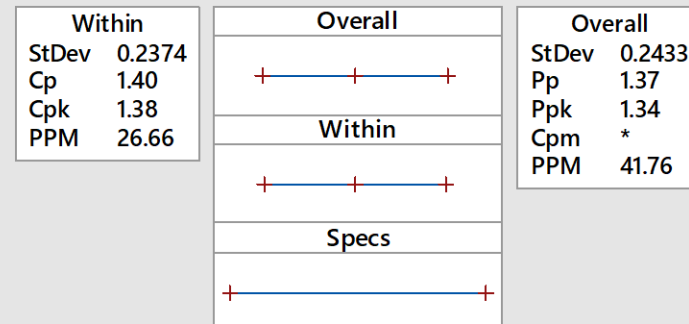 Within
StDev 0.2374
Cp 1.40
Cpk 1.38
PPM 26.66
Overall
Within
Specs
Overall
StDev 0.2433
Pp 1.37
Ppk 1.34
Cpm *
PPM 41.76